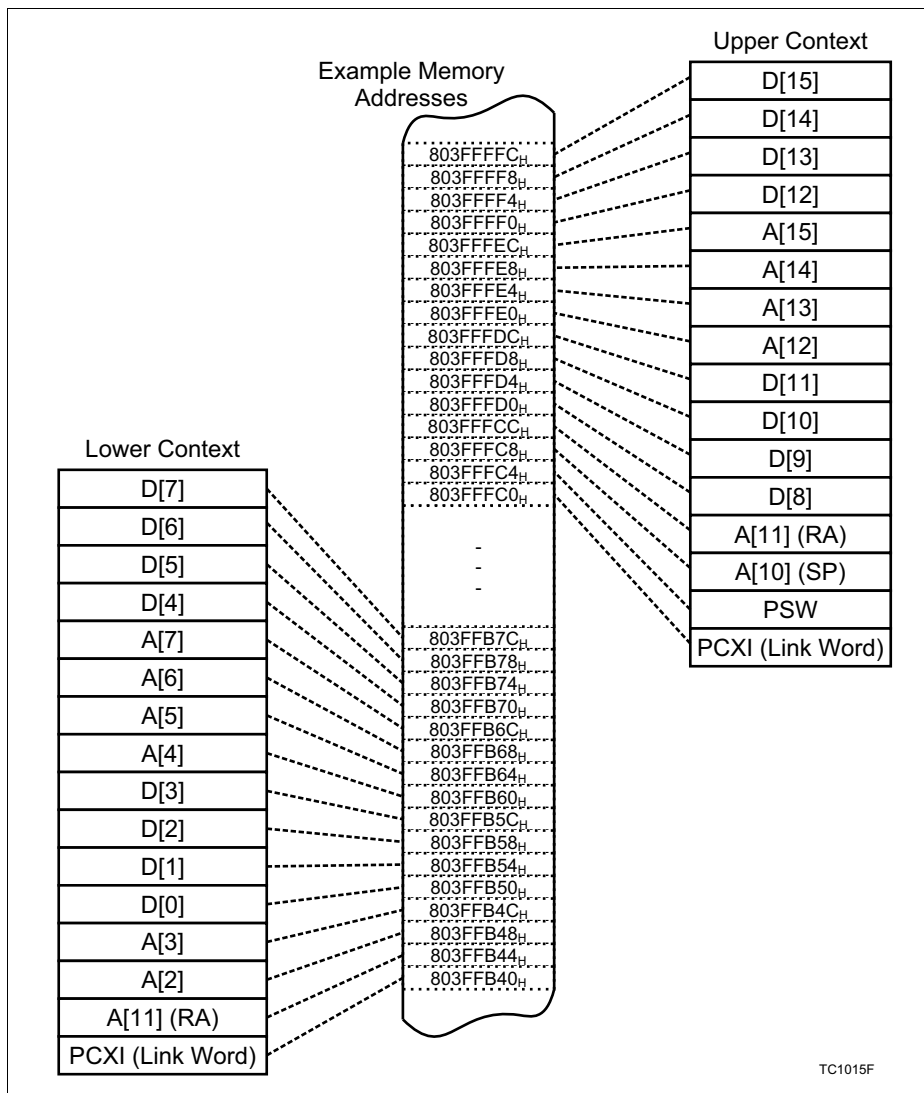 Upper Context
D[15]
D[14]
D[13]
D[12]
A[15]
A[14]
A[13]
A[12]
D[11]
D[10]
D[9]
D[8]
A[11] (RA)
A[10] (SP)
PSW
PCXI (Link Word)
Example Memory
Addresses
803FFFFCH
803FFFF8H
803FFFF4H
803FFFF0H
803FFFECH
803FFFE8H
803FFFE4H
803FFFE0H
803FFFDCH
803FFFD8H
803FFFD4H
803FFFD0H
803FFFCCH
803FFFC8H
803FFFC4H
803FFFC0H
-
-
-
803FFB7CH
803FFB78H
803FFB74H
803FFB70H
803FFB6CH
803FFB68H
803FFB64H
803FFB60H
803FFB5CH
803FFB58H
803FFB54H
803FFB50H
803FFB4CH
803FFB48H
803FFB44H
803FFB40H
Lower Context
D[7]
D[6]
D[5]
D[4]
A[7]
A[6]
A[5]
A[4]
D[3]
D[2]
D[1]
D[0]
A[3]
A[2]
A[11] (RA)
PCXI (Link Word)
TC1015F